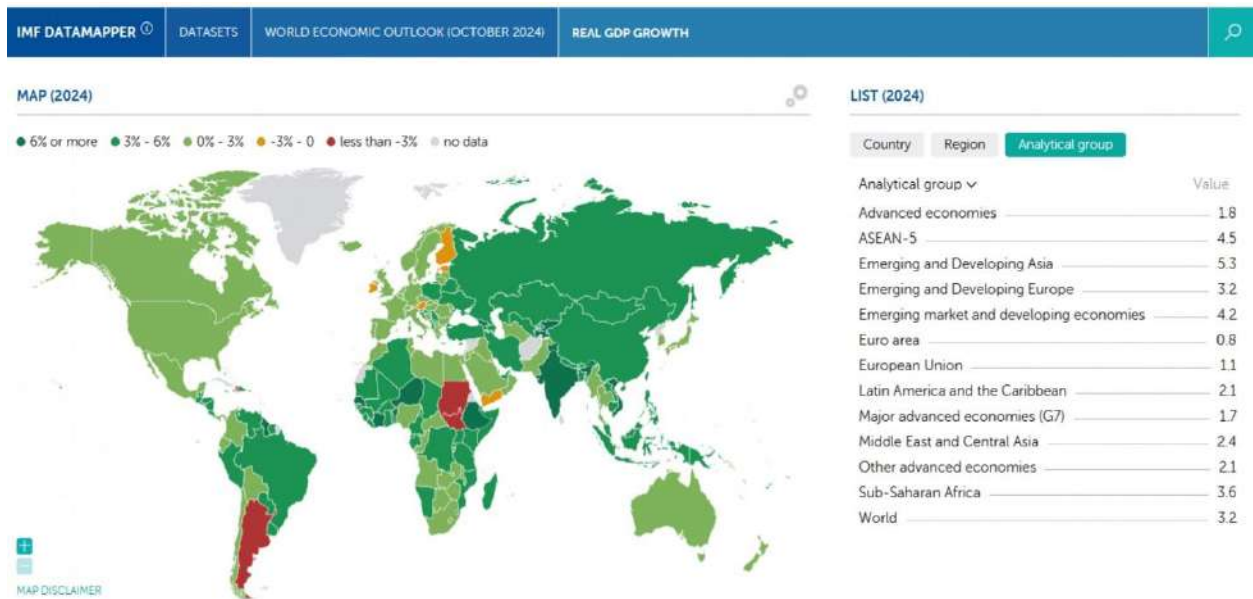 IMF DATAMAPPER
DATASETS
WORLD ECONOMIC OUTLOOK (OCTOBER 2024)
REAL GDP GROWTH
MAP (2024)
6% or more 3% - 6% 0% - 3% -3% - 0 less than -3% no data
MAP DISCLAIMER
LIST (2024)
Country Region Analytical group
Analytical group Value
Advanced economies 1.8
ASEAN-5 4.5
Emerging and Developing Asia 5.3
Emerging and Developing Europe 3.2
Emerging market and developing economies 4.2
Euro area 0.8
European Union 1.1
Latin America and the Caribbean 2.1
Major advanced economies (G7) 1.7
Middle East and Central Asia 2.4
Other advanced economies 2.1
Sub-Saharan Africa 3.6
World 3.2